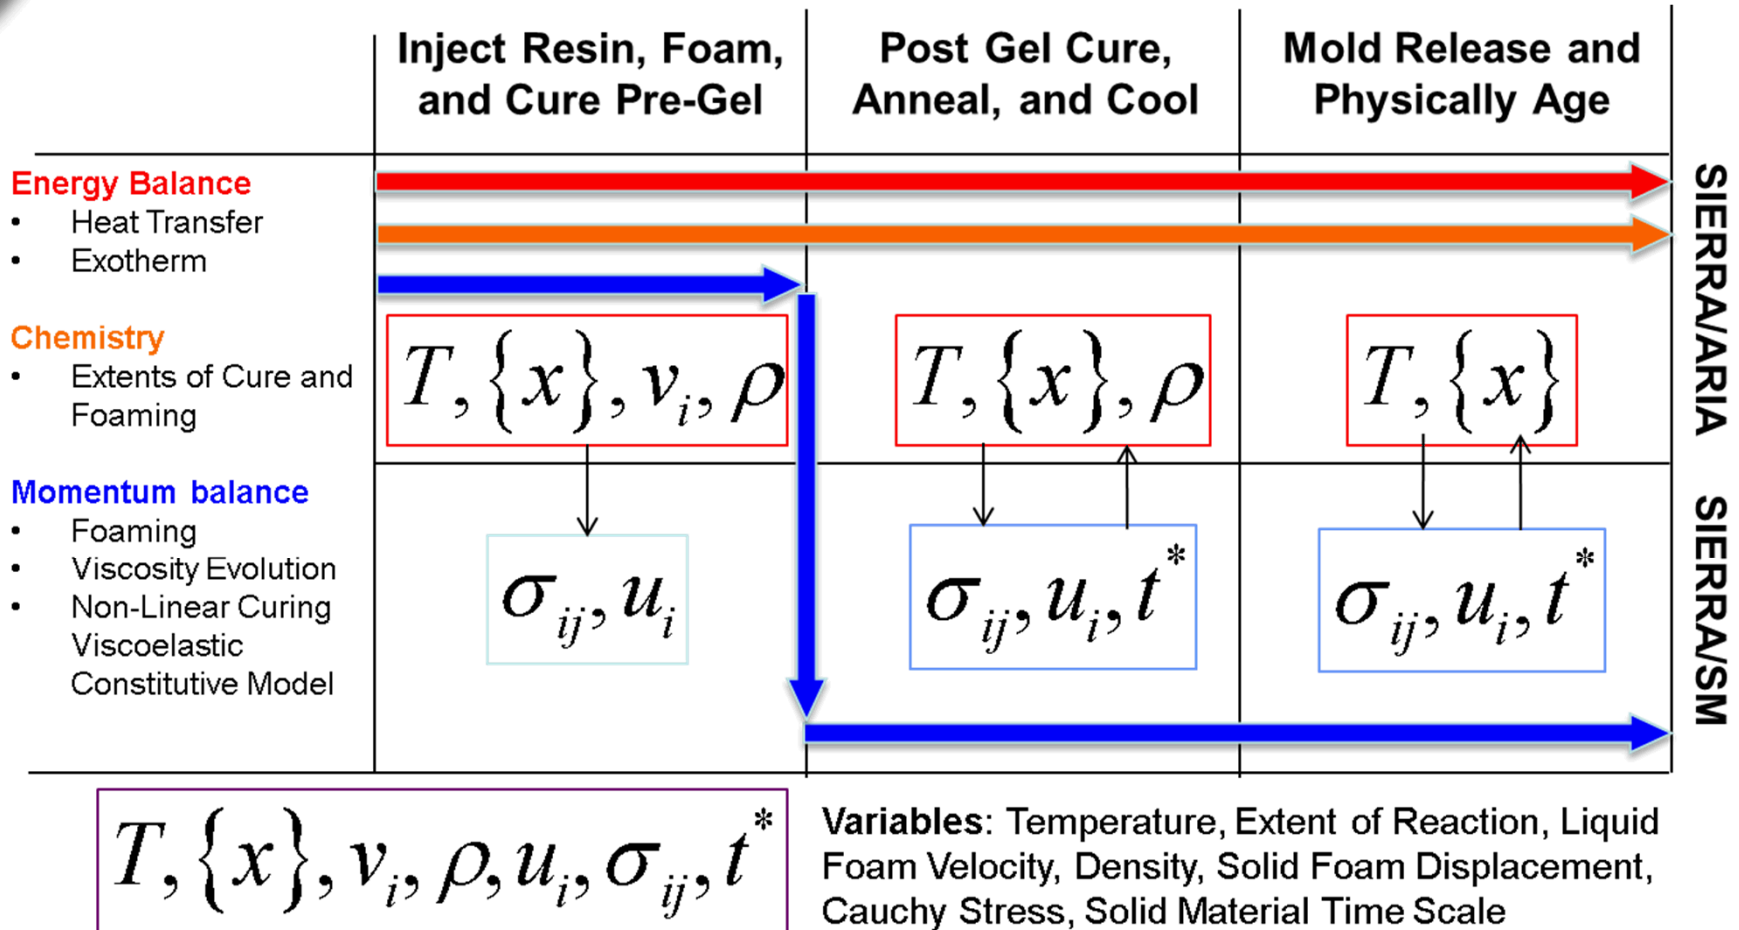 Inject Resin, Foam,
and Cure Pre-Gel
Post Gel Cure,
Anneal, and Cool
Mold Release and
Physically Age
Energy Balance
• Heat Transfer
• Exotherm
Chemistry
• Extents of Cure and
Foaming
Momentum balance
• Foaming
• Viscosity Evolution
• Non-Linear Curing
Viscoelastic
Constitutive Model
T, {x}, v_i, ρ
T, {x}, ρ
T, {x}
σ_ij, u_i
σ_ij, u_i, t*
σ_ij, u_i, t*
SIERRA/ARIA
SIERRA/SM
T, {x}, v_i, ρ, u_i, σ_ij, t*
Variables: Temperature, Extent of Reaction, Liquid
Foam Velocity, Density, Solid Foam Displacement,
Cauchy Stress, Solid Material Time Scale